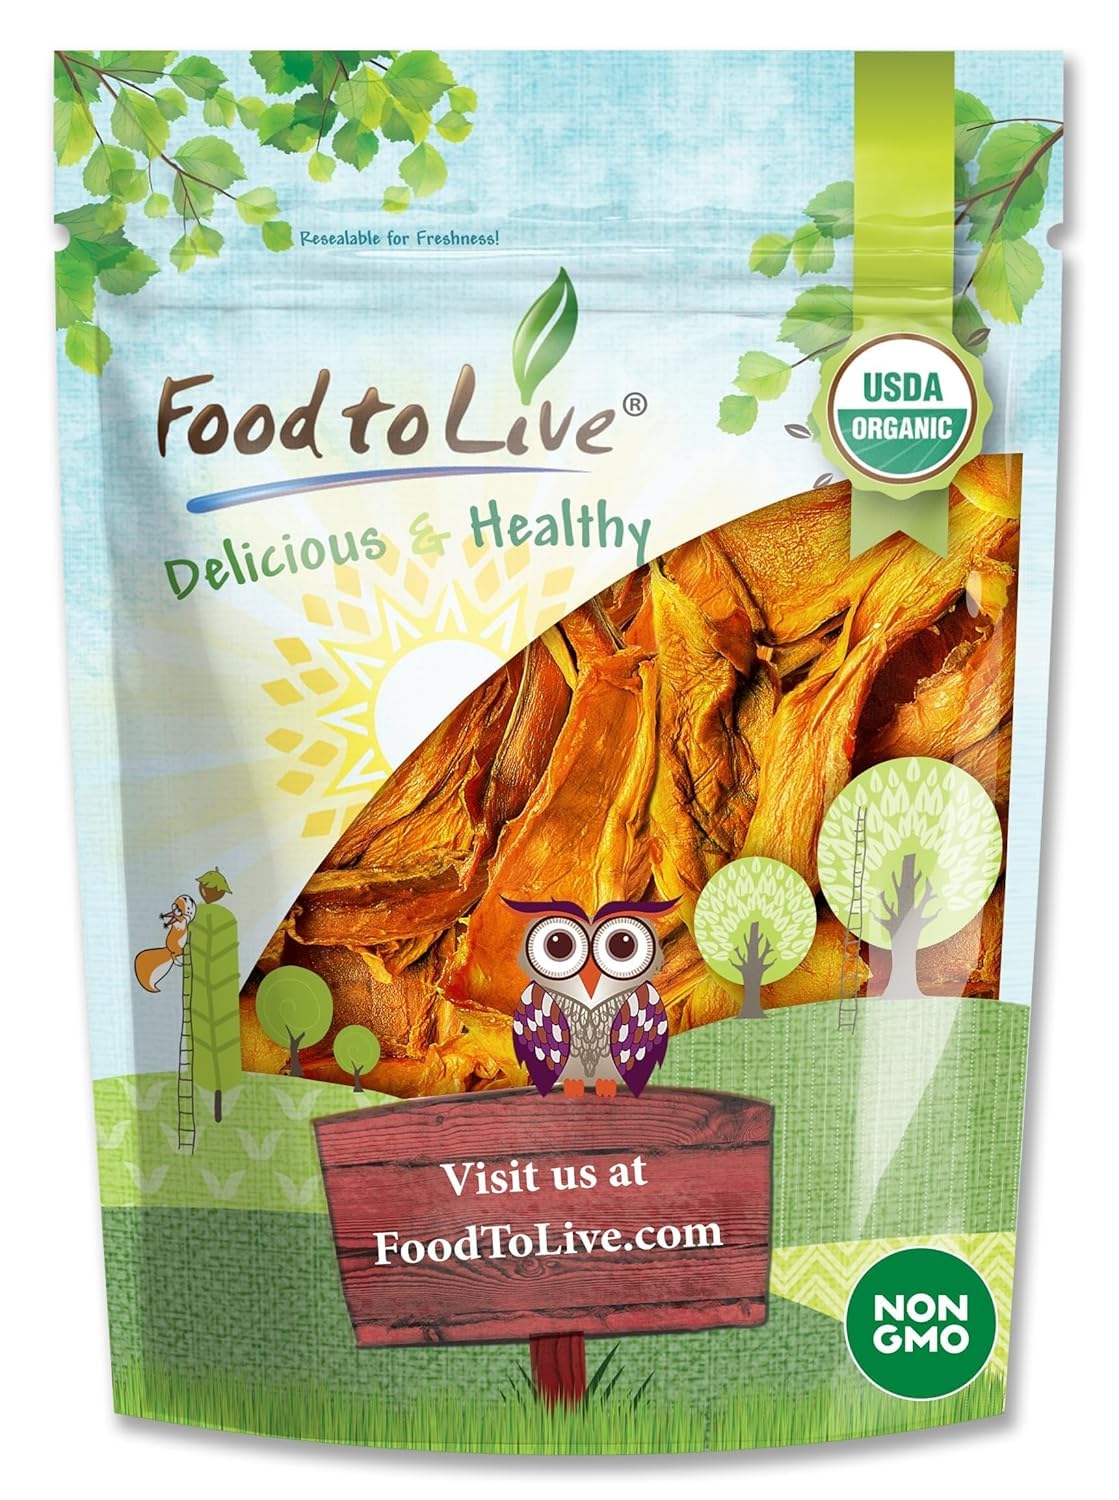 Resealable for Freshness!
Food to Live®
Delicious & Healthy
USDA
ORGANIC
Visit us at
FoodToLive.com
NON
GMO